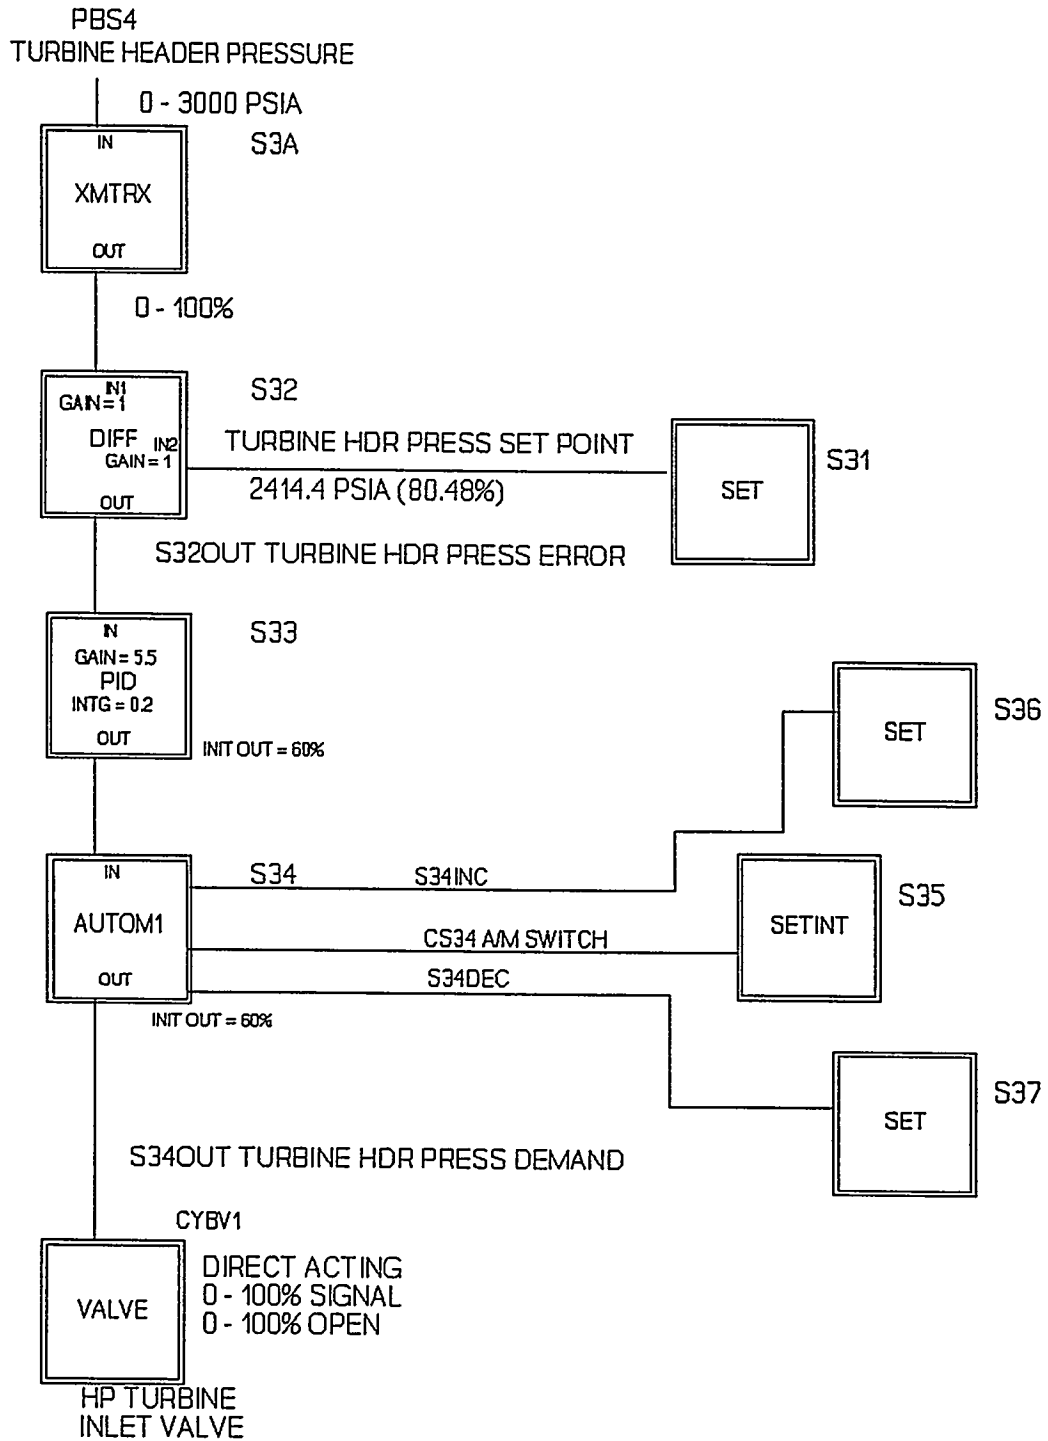 PBS4
TURBINE HEADER PRESSURE
0 - 3000 PSIA
S3A
IN
XMTRX
OUT
0 - 100%
S32
IN1
GAIN = 1
DIFF
IN2
GAIN = 1
OUT
TURBINE HDR PRESS SET POINT
2414.4 PSIA (80.48%)
S31
SET
S32OUT TURBINE HDR PRESS ERROR
S33
IN
GAIN = 5.5
PID
INTG = 0.2
OUT
INIT OUT = 60%
S36
SET
S34
IN
AUTOM1
OUT
INIT OUT = 60%
S34INC
CS34 A/M SWITCH
S34DEC
S35
SETINT
S37
SET
S34OUT TURBINE HDR PRESS DEMAND
CYBV1
VALVE
DIRECT ACTING
0 - 100% SIGNAL
0 - 100% OPEN
HP TURBINE
INLET VALVE